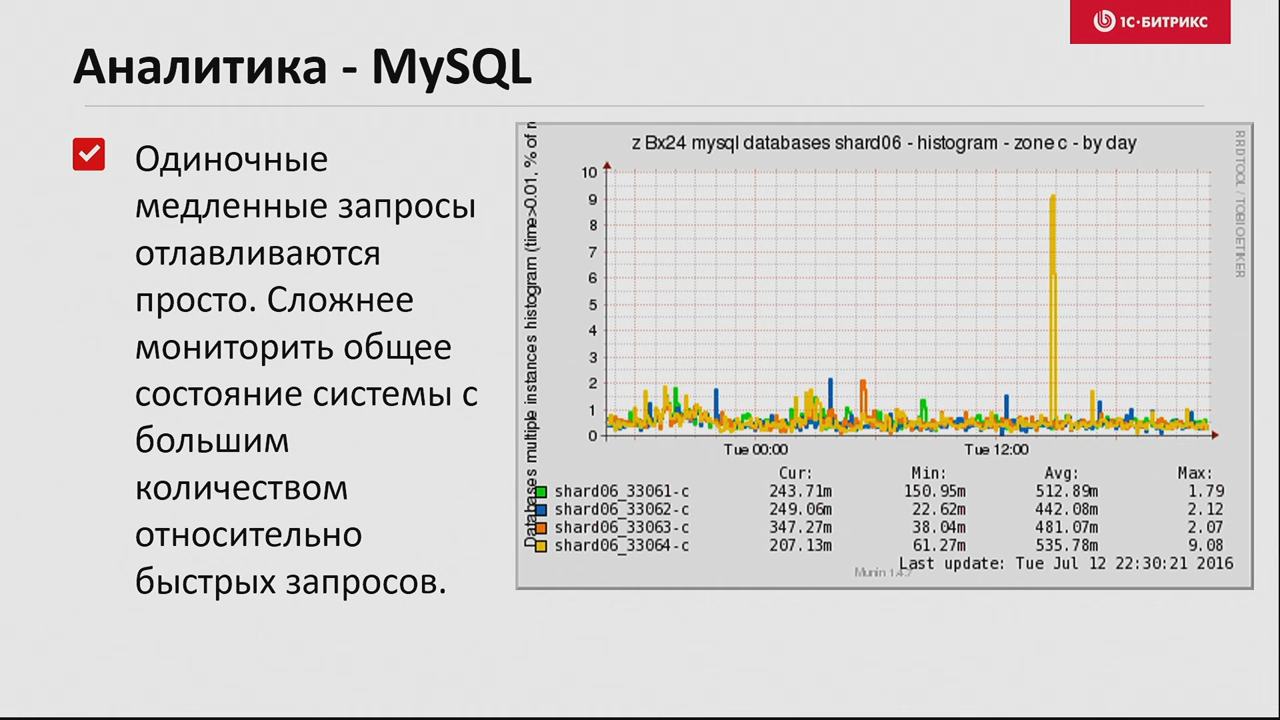 1С·БИТРИКС
Аналитика - MySQL
Одиночные
медленные запросы
отлавливаются
просто. Сложнее
мониторить общее
состояние системы с
большим
количеством
относительно
быстрых запросов.
z Bx24 mysql databases shard06 - histogram - zone c - by day
Databases multiple instances histogram (time>0.01, % of
RRDTOOL / TOBI OETIKER
10
9
8
7
6
5
4
3
2
1
0
Tue 00:00 Tue 12:00
Cur: Min: Avg: Max:
shard06_33061-c 243.71m 150.95m 512.89m 1.79
shard06_33062-c 249.06m 22.62m 442.08m 2.12
shard06_33063-c 347.27m 38.04m 481.07m 2.07
shard06_33064-c 207.13m 61.27m 535.78m 9.08
Last update: Tue Jul 12 22:30:21 2016
Munin